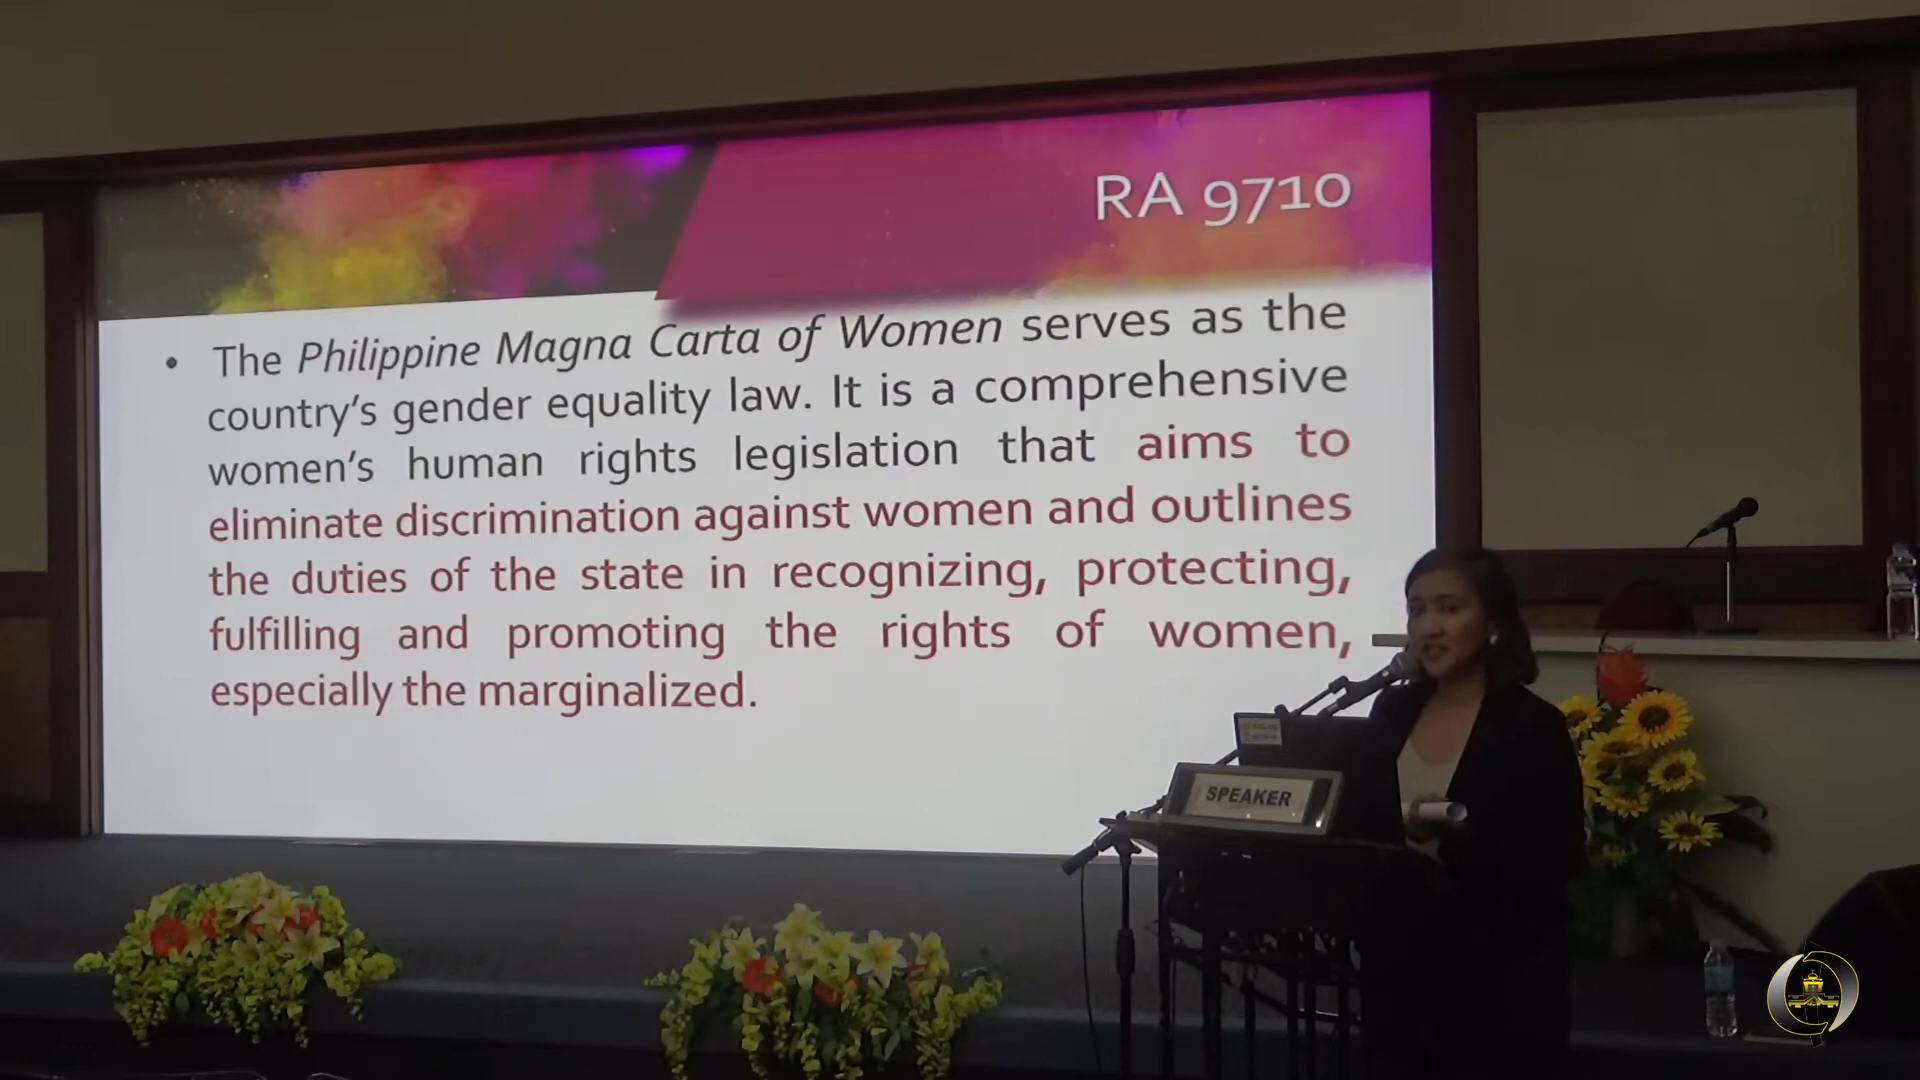 RA 9710
• The Philippine Magna Carta of Women serves as the
country's gender equality law. It is a comprehensive
women's human rights legislation that aims to
eliminate discrimination against women and outlines
the duties of the state in recognizing, protecting,
fulfilling and promoting the rights of women,
especially the marginalized.
SPEAKER